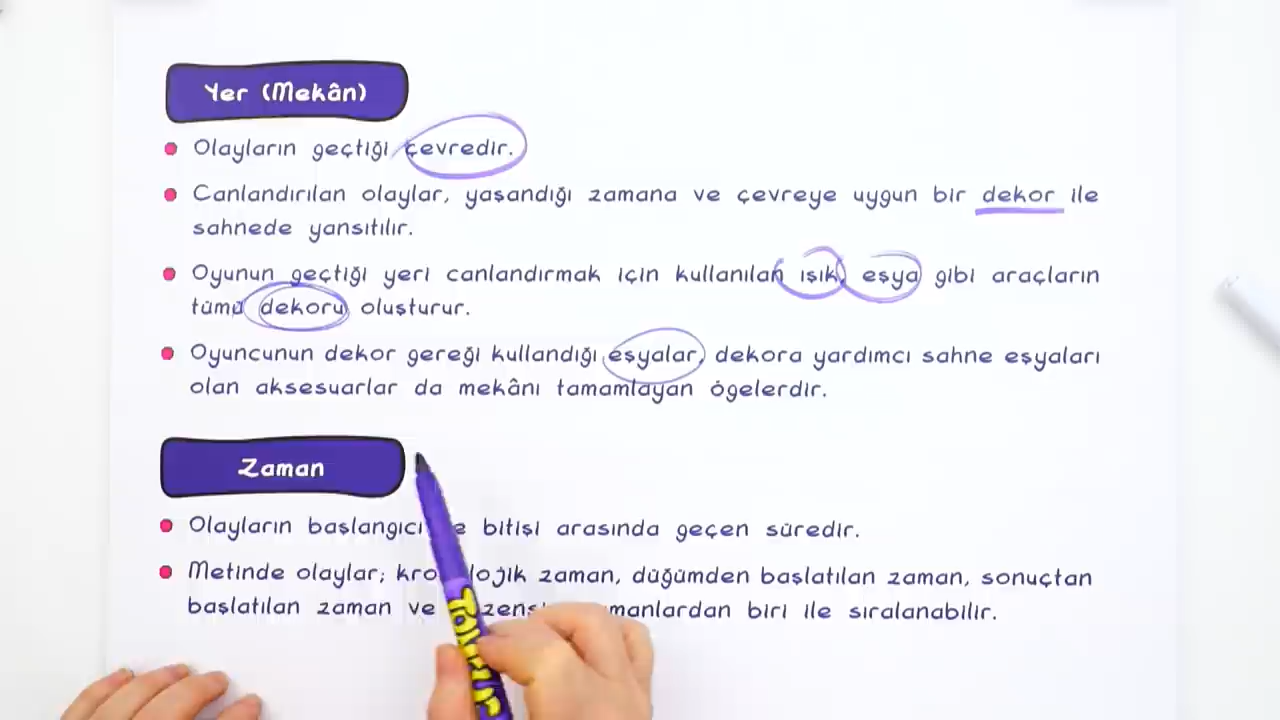 Yer (Mekân)
Olayların geçtiği çevredir.
Canlandırılan olaylar, yaşandığı zamana ve çevreye uygun bir dekor ile
sahnede yansıtılır.
Oyunun geçtiği yeri canlandırmak için kullanılan ışık, eşya gibi araçların
tümü dekoru oluşturur.
Oyuncunun dekor gereği kullandığı eşyalar, dekora yardımcı sahne eşyaları
olan aksesuarlar da mekânı tamamlayan ögelerdir.
Zaman
Olayların başlangıcı bitişi arasında geçen süredir.
Metinde olaylar; zaman, düğümden başlatılan zaman, sonuçtan
başlatılan zaman ve biri ile sıralanabilir.